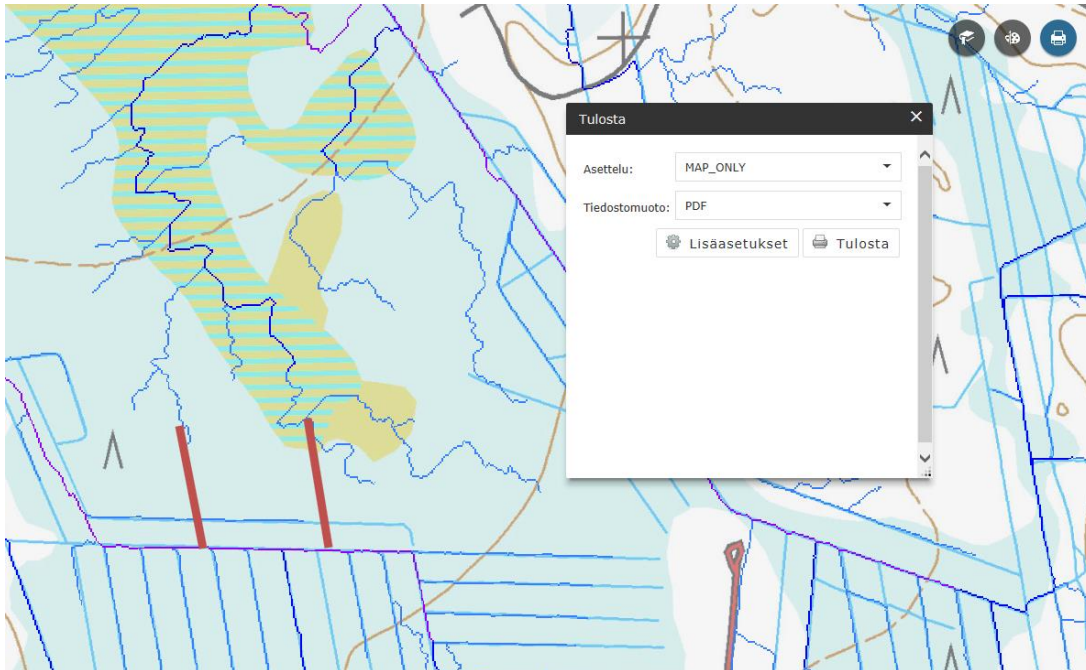 Tulosta
Asettelu: MAP_ONLY
Tiedostomuoto: PDF
Lisäasetukset Tulosta